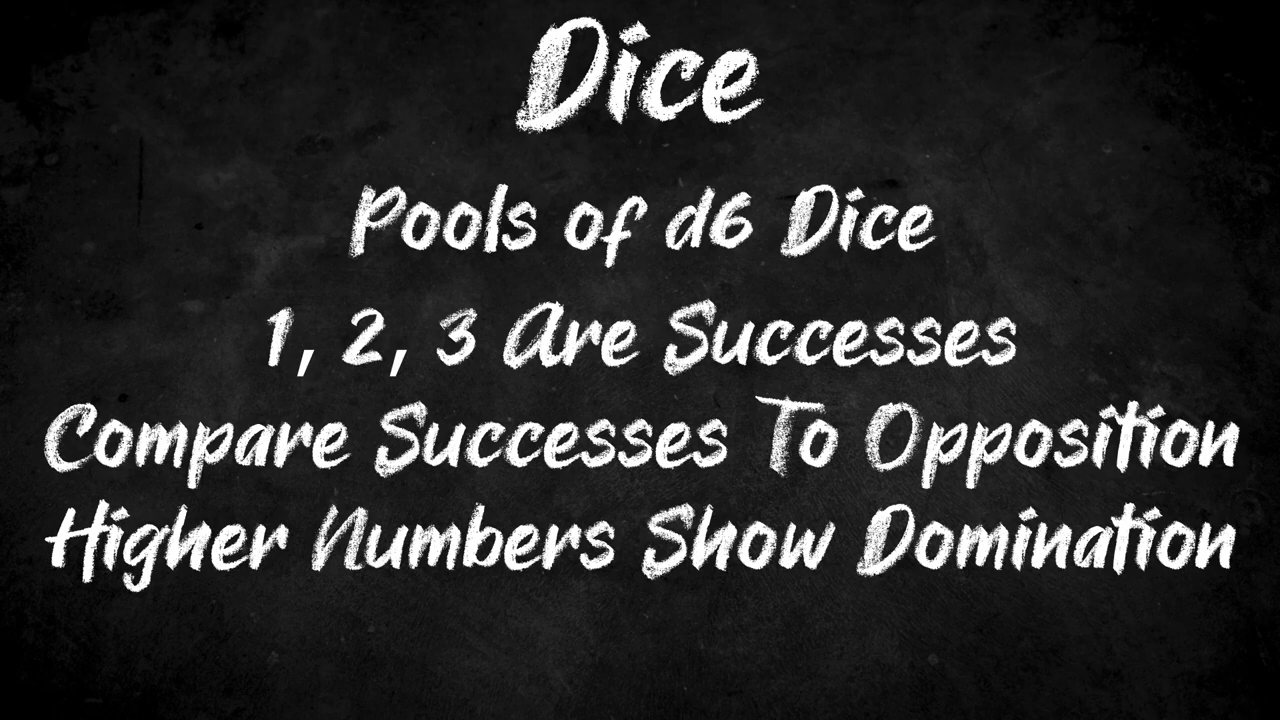 Dice
Pools of d6 Dice
1, 2, 3 Are Successes
Compare Successes To Opposition
Higher Numbers Show Domination